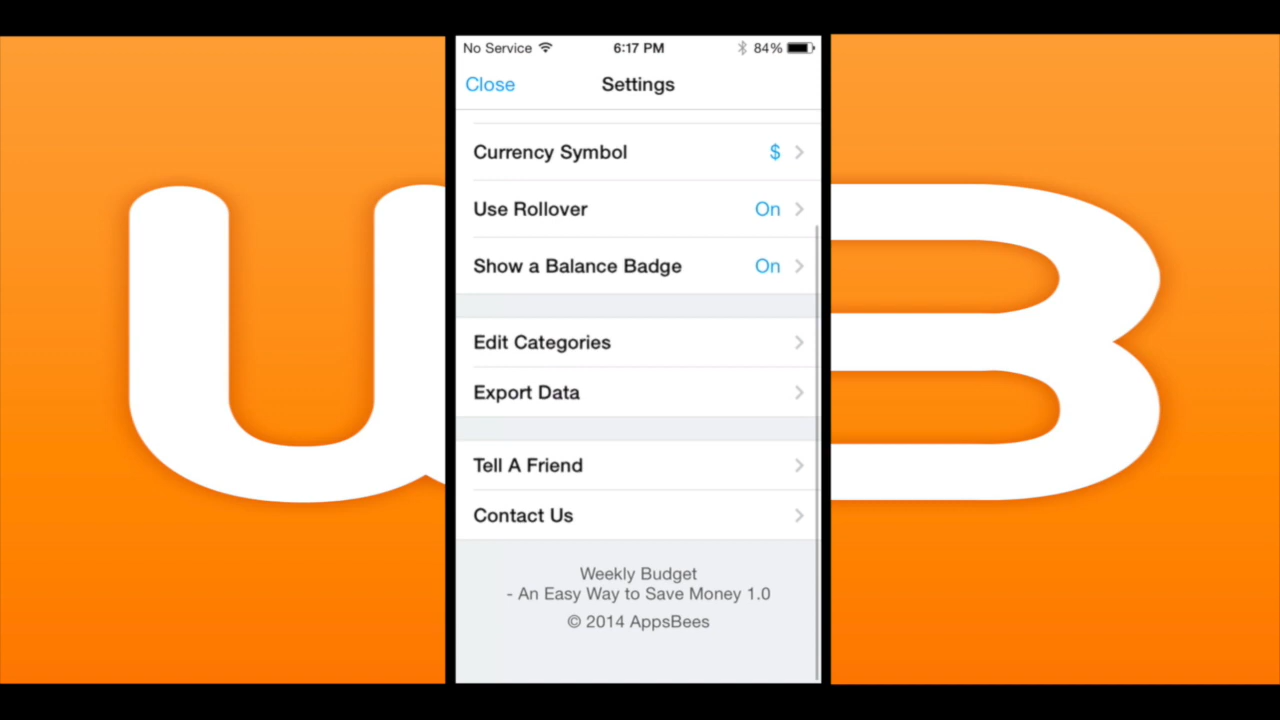 No Service 6:17 PM 84%
Close Settings
Currency Symbol $
Use Rollover On
Show a Balance Badge On
Edit Categories
Export Data
Tell A Friend
Contact Us
Weekly Budget
- An Easy Way to Save Money 1.0
© 2014 AppsBees